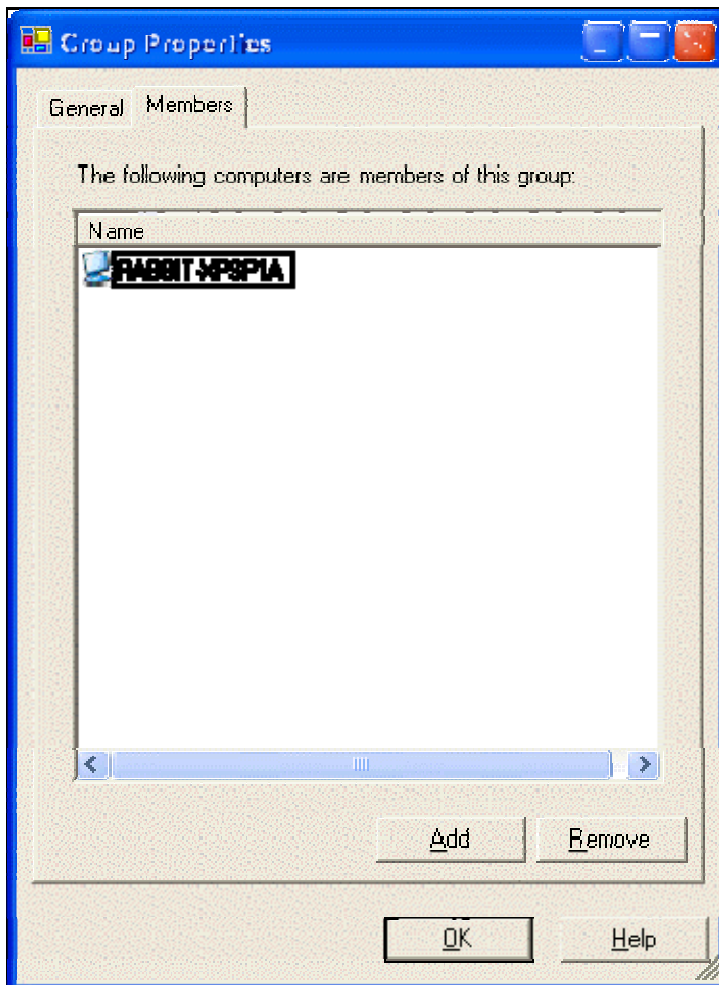 Group Properties
General Members
The following computers are members of this group:
Name
RABBIT-XPSP1A
Add Remove
OK Help